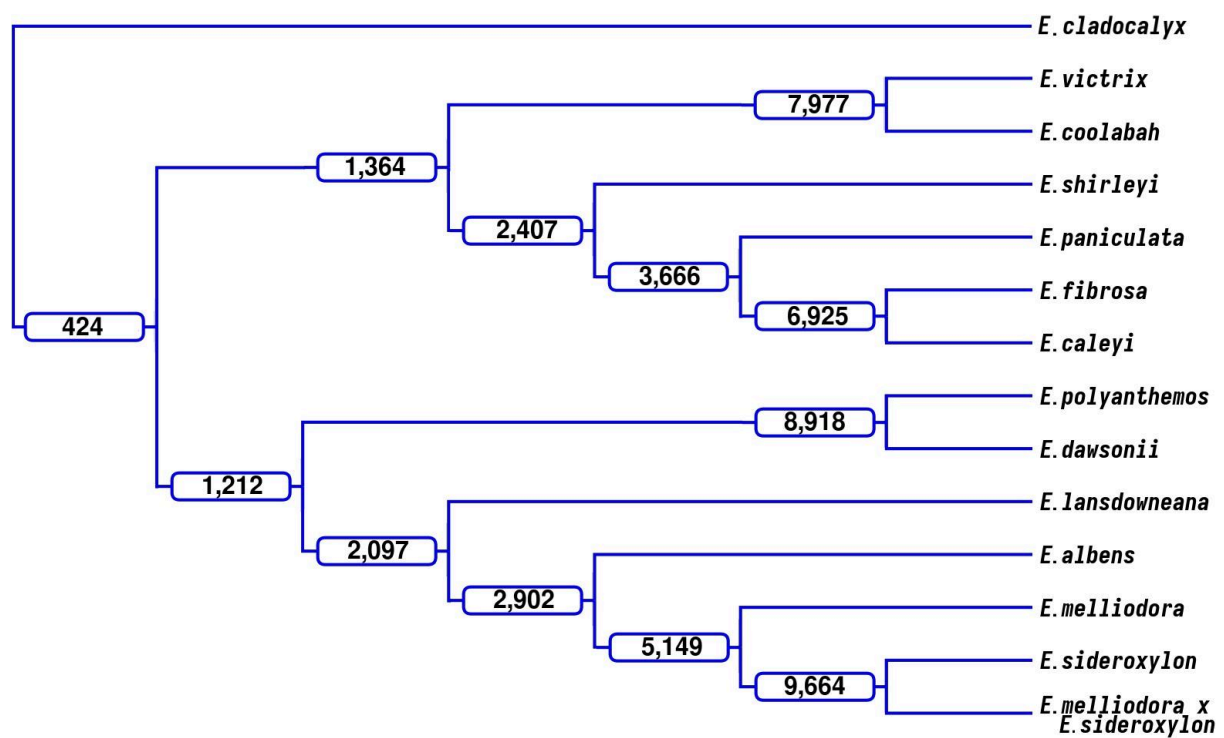 E.cladocalyx
E.victrix
7,977
E.coolabah
1,364
E.shirleyi
2,407
E.paniculata
3,666
E.fibrosa
6,925
424
E.caleyi
E.polyanthemos
8,918
E.dawsonii
1,212
E.lansdowneana
2,097
E.albens
2,902
E.melliodora
5,149
E.sideroxylon
9,664
E.melliodora x
E.sideroxylon